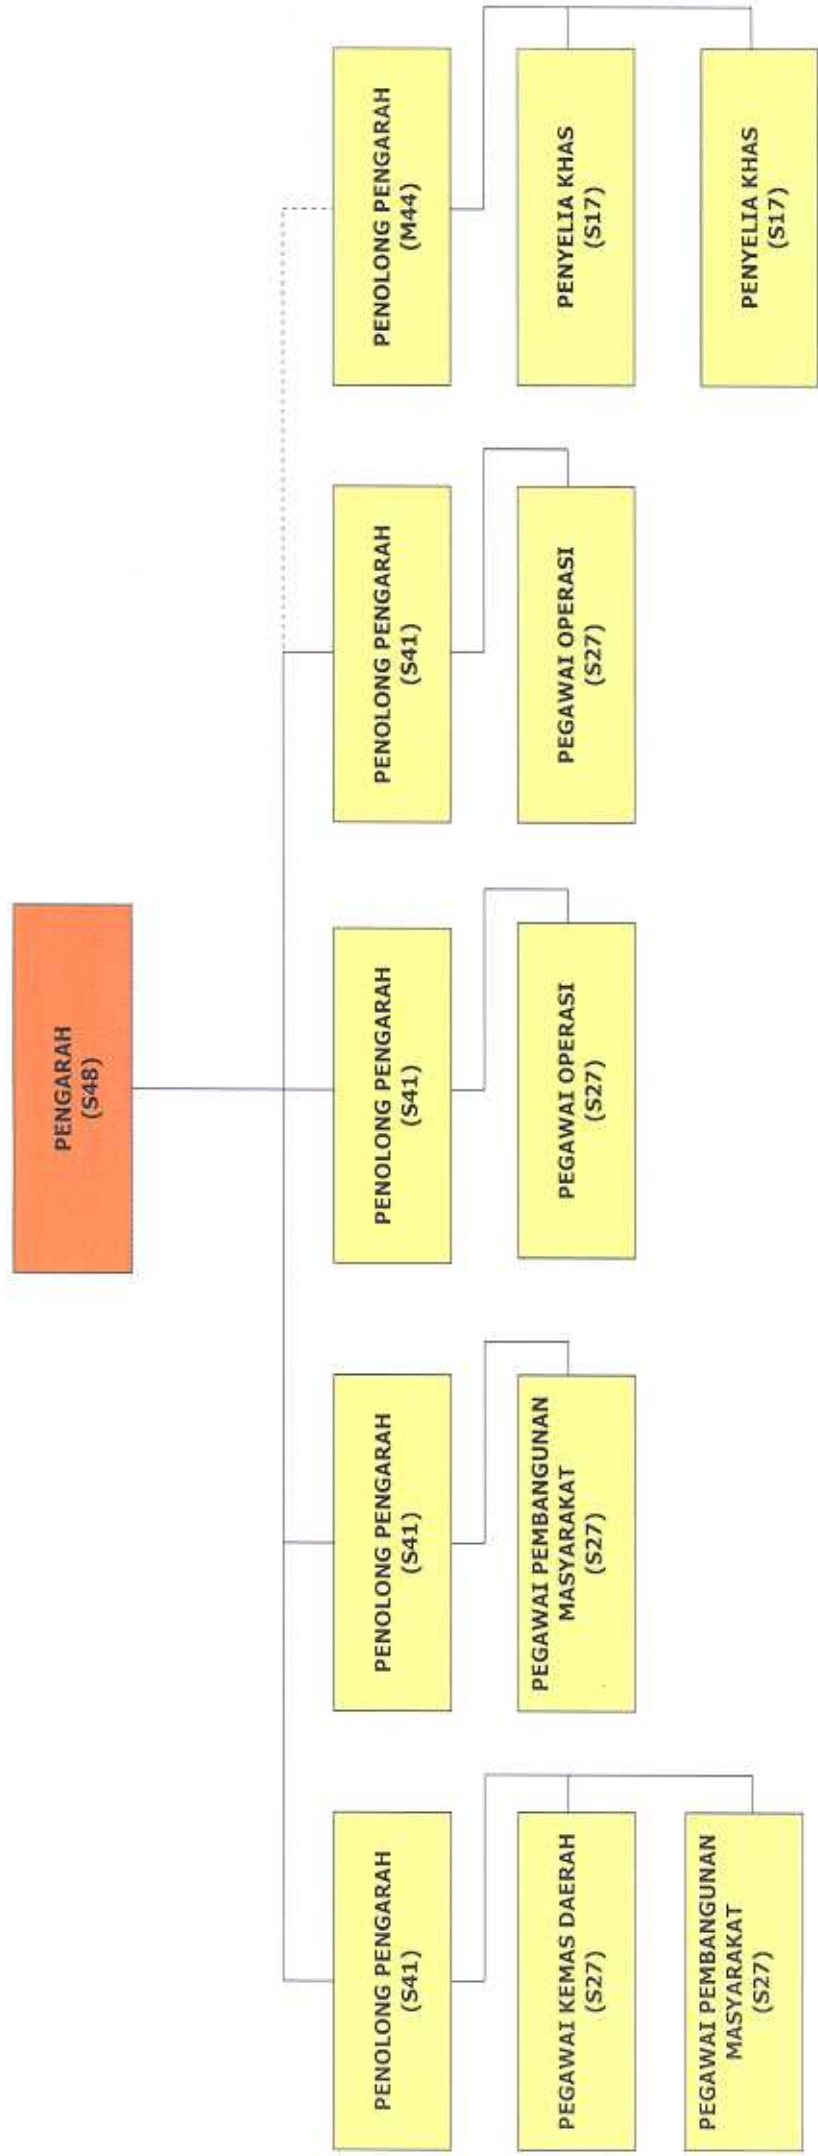 PENGARAH
(S48)
PENOLONG PENGARAH
(S41)
PENOLONG PENGARAH
(S41)
PENOLONG PENGARAH
(S41)
PENOLONG PENGARAH
(S41)
PENOLONG PENGARAH
(M44)
PEGAWAI KEMAS DAERAH
(S27)
PEGAWAI PEMBANGUNAN
MASYARAKAT
(S27)
PEGAWAI OPERASI
(S27)
PEGAWAI OPERASI
(S27)
PENYELIA KHAS
(S17)
PEGAWAI PEMBANGUNAN
MASYARAKAT
(S27)
PENYELIA KHAS
(S17)